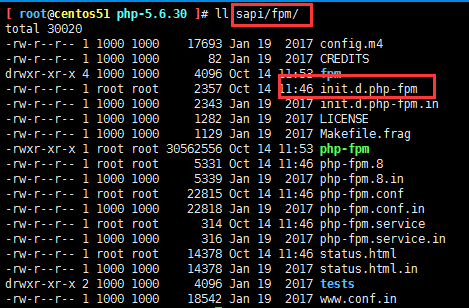 [ root@centos51 php-5.6.30 ]# ll sapi/fpm/
total 30020
-rw-r--r-- 1 1000 1000 17693 Jan 19 2017 config.m4
-rw-r--r-- 1 1000 1000 82 Jan 19 2017 CREDITS
drwxr-xr-x 4 1000 1000 4096 Oct 14 11:53 fpm
-rw-r--r-- 1 root root 2357 Oct 14 11:46 init.d.php-fpm
-rw-r--r-- 1 1000 1000 2343 Jan 19 2017 init.d.php-fpm.in
-rw-r--r-- 1 1000 1000 1282 Jan 19 2017 LICENSE
-rw-r--r-- 1 1000 1000 1129 Jan 19 2017 Makefile.frag
-rwxr-xr-x 1 root root 30562556 Oct 14 11:53 php-fpm
-rw-r--r-- 1 root root 5331 Oct 14 11:46 php-fpm.8
-rw-r--r-- 1 1000 1000 5339 Jan 19 2017 php-fpm.8.in
-rw-r--r-- 1 root root 22815 Oct 14 11:46 php-fpm.conf
-rw-r--r-- 1 1000 1000 22818 Jan 19 2017 php-fpm.conf.in
-rw-r--r-- 1 root root 314 Oct 14 11:46 php-fpm.service
-rw-r--r-- 1 1000 1000 316 Jan 19 2017 php-fpm.service.in
-rw-r--r-- 1 root root 14378 Oct 14 11:46 status.html
-rw-r--r-- 1 1000 1000 14378 Jan 19 2017 status.html.in
drwxr-xr-x 2 1000 1000 4096 Jan 19 2017 tests
-rw-r--r-- 1 1000 1000 18542 Jan 19 2017 www.conf.in